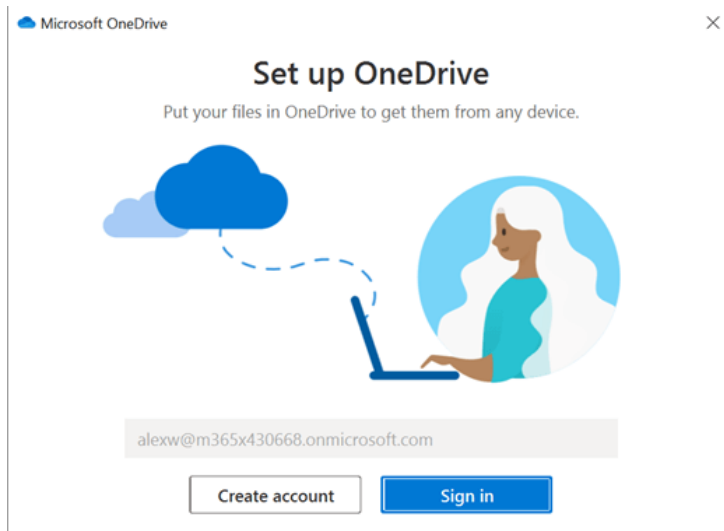 Microsoft OneDrive
Set up OneDrive
Put your files in OneDrive to get them from any device.
alexw@m365x430668.onmicrosoft.com
Create account
Sign in